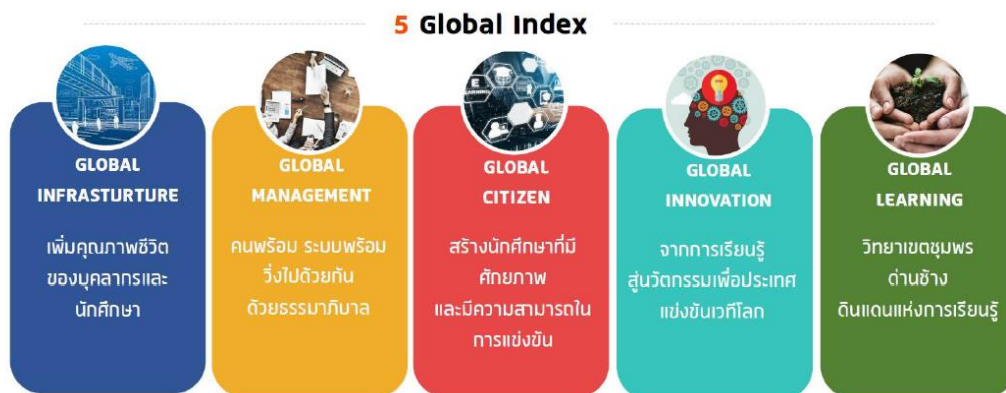 5 Global Index
GLOBAL
INFRASTURTURE
เพิ่มคุณภาพชีวิต
ของบุคลากรและ
นักศึกษา
GLOBAL
MANAGEMENT
คนพร้อม ระบบพร้อม
วิ่งไปด้วยกัน
ด้วยธรรมาภิบาล
LEARNING
GLOBAL
CITIZEN
สร้างนักศึกษาที่มี
ศักยภาพ
และมีความสามารถใน
การแข่งขัน
GLOBAL
INNOVATION
จากการเรียนรู้
สู่นวัตกรรมเพื่อประเทศ
แข่งขันเวทีโลก
GLOBAL
LEARNING
วิทยาเขตชุมพร
ด่านช้าง
ดินแดนแห่งการเรียนรู้